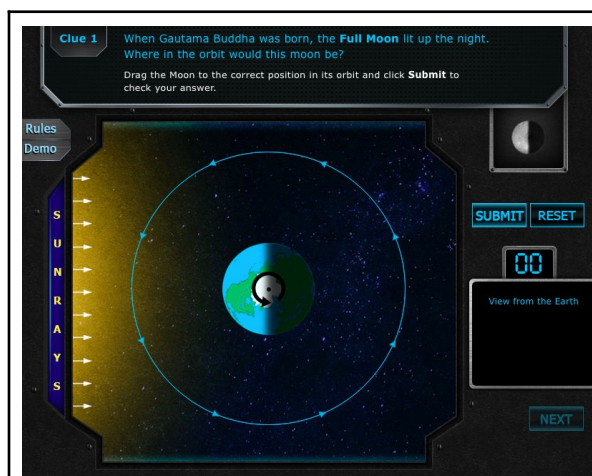 Clue 1
When Gautama Buddha was born, the Full Moon lit up the night.
Where in the orbit would this moon be?
Drag the Moon to the correct position in its orbit and click Submit to
check your answer.
Rules
Demo
S
U
N
R
A
Y
S
SUBMIT
RESET
00
View from the Earth
NEXT